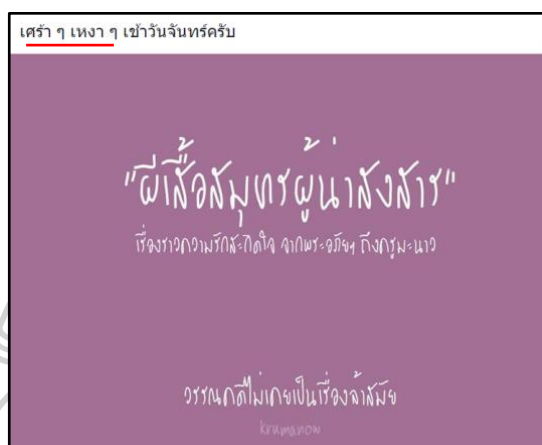 เศร้า ๆ เหงา ๆ เช้าวันจันทร์ครับ
"ผีเสื้อสมุทรผู้น่าสงสาร"
เรื่องราวความรักสะกิดใจ จากพระอภัยฯ ถึงครูมะนาว
วรรณคดีไม่เคยเป็นเรื่องล้าสมัย
krumanow